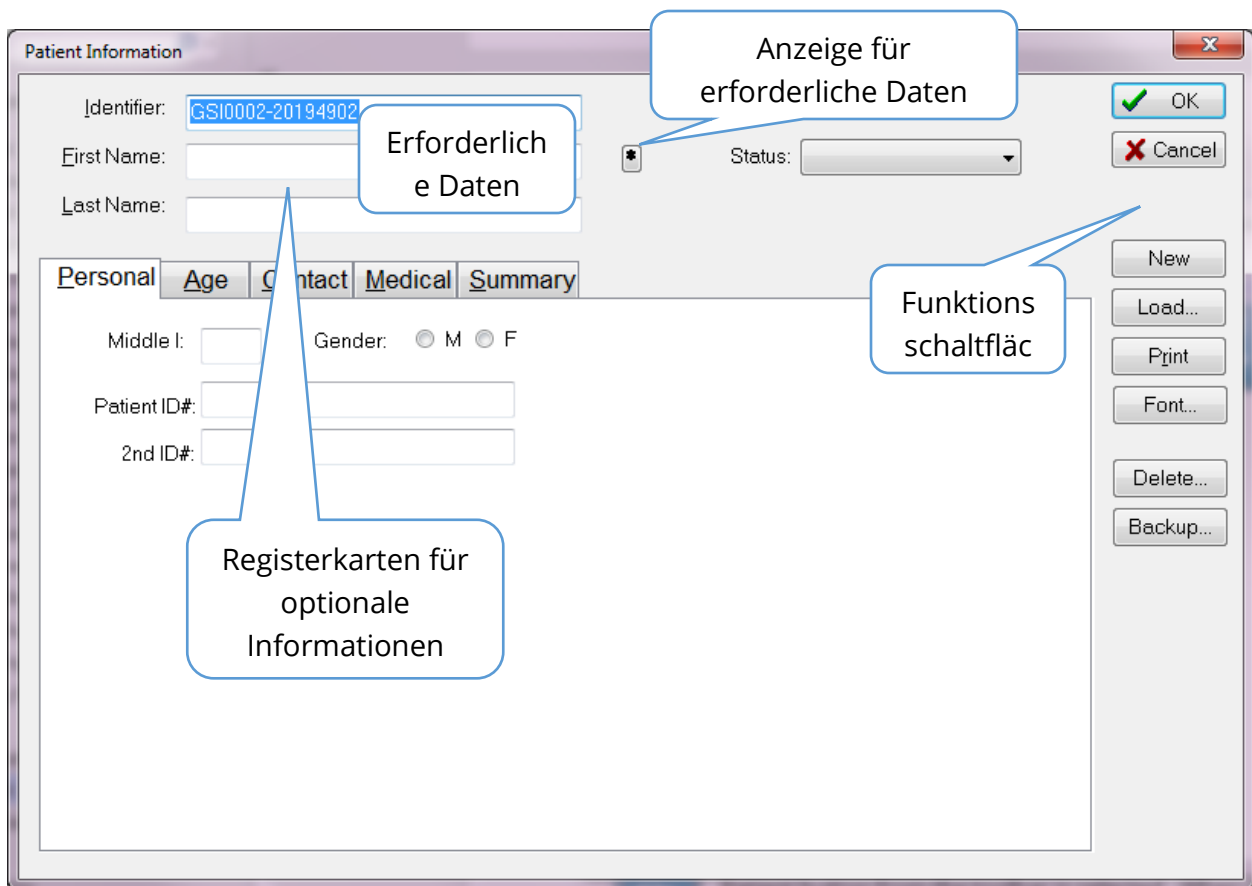 Patient Information
Anzeige für
erforderliche Daten
Identifier:
GSI0002-20194902
Erforderlich
e Daten
First Name:
*
Status:
Last Name:
OK
Cancel
Personal
Age
Medical
Summary
Funktions
schaltfläc
New
Load...
Print
Font...
Delete...
Backup...
Middle I:
Gender:
M
F
Patient ID#:
2nd ID#:
Registerkarten für
optionale
Informationen